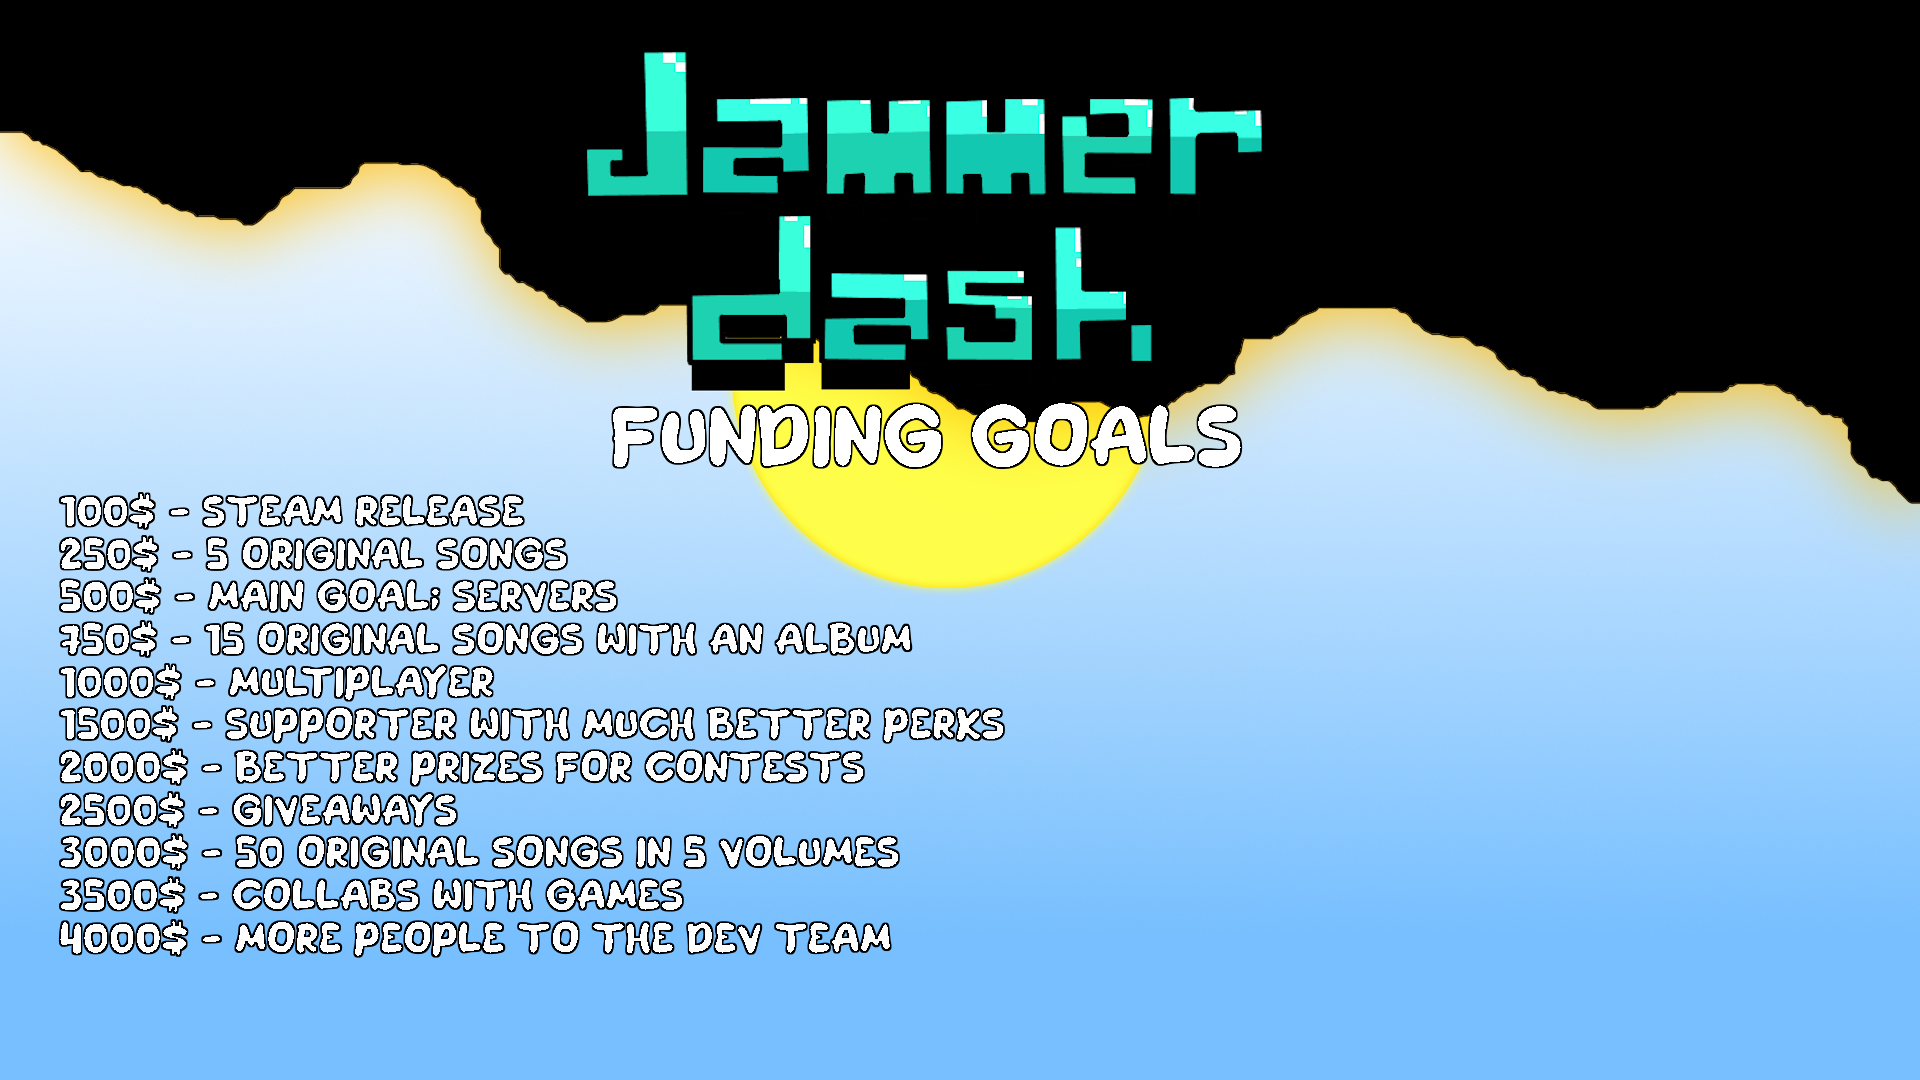 Jammer
dash
FUNDING GOALS
100$ - STEAM RELEASE
250$ - 5 ORIGINAL SONGS
500$ - MAIN GOAL; SERVERS
750$ - 15 ORIGINAL SONGS WITH AN ALBUM
1000$ - MULTIPLAYER
1500$ - SUPPORTER WITH MUCH BETTER PERKS
2000$ - BETTER PRIZES FOR CONTESTS
2500$ - GIVEAWAYS
3000$ - 50 ORIGINAL SONGS IN 5 VOLUMES
3500$ - COLLABS WITH GAMES
4000$ - MORE PEOPLE TO THE DEV TEAM